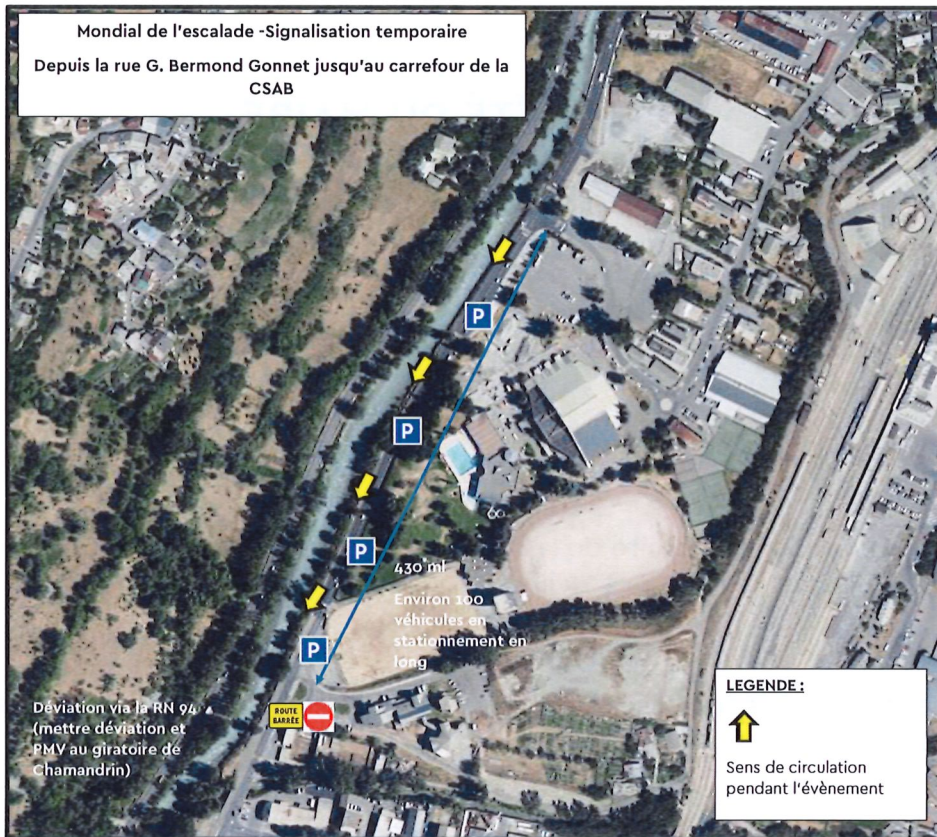 Mondial de l'escalade -Signalisation temporaire
Depuis la rue G. Bermond Gonnet jusqu'au carrefour de la
CSAB
P
P
P
430 ml
Environ 100
véhicules en
stationnement en
long
P
Déviation via la RN 94
(mettre déviation et
PMV au giratoire de
Chamandrin)
ROUTE
BARRÉE
LEGENDE :
Sens de circulation
pendant l'évènement